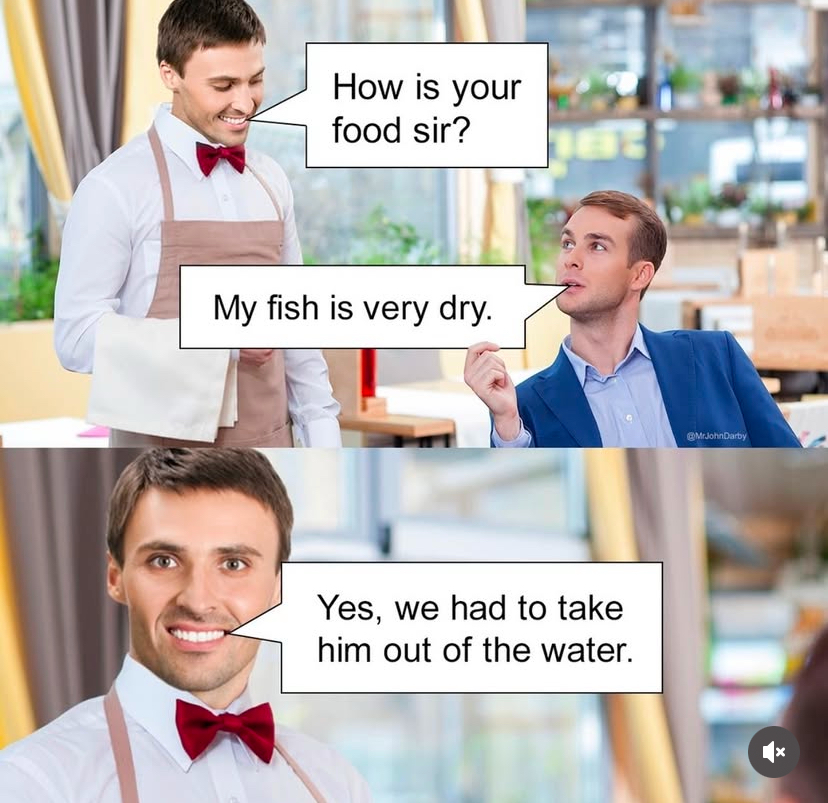 How is your
food sir?
My fish is very dry.
@MrJohnDarby
Yes, we had to take
him out of the water.